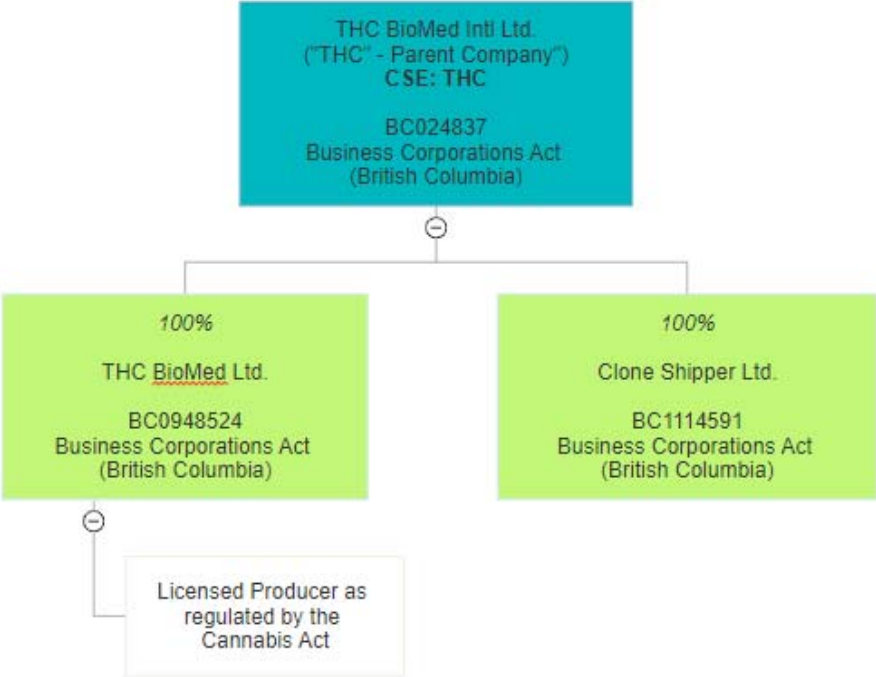 THC BioMed Intl Ltd.
("THC" - Parent Company")
CSE: THC
BC024837
Business Corporations Act
(British Columbia)
100%
THC BioMed Ltd.
BC0948524
Business Corporations Act
(British Columbia)
100%
Clone Shipper Ltd.
BC1114591
Business Corporations Act
(British Columbia)
Licensed Producer as
regulated by the
Cannabis Act